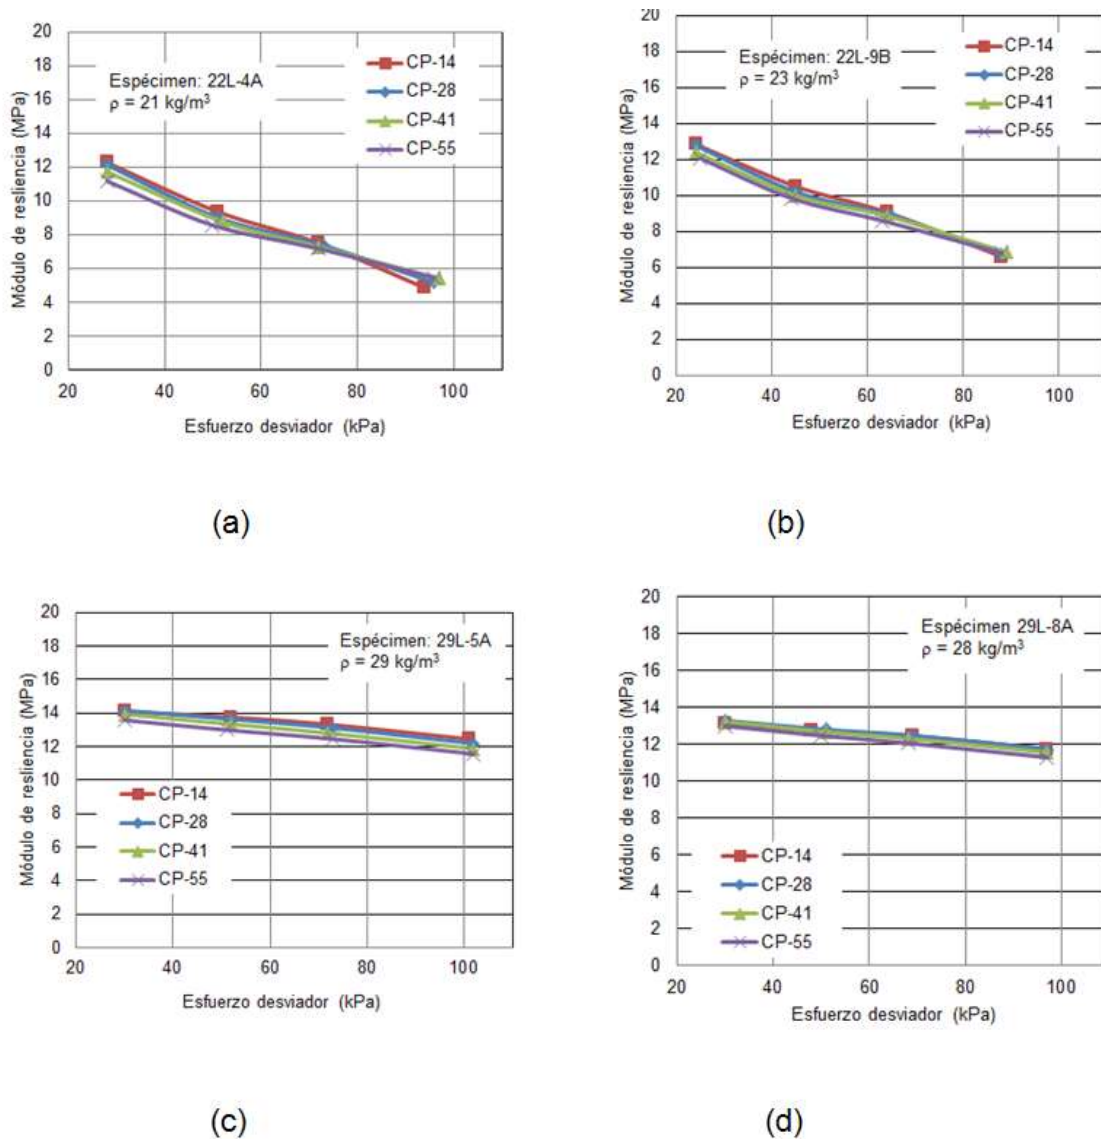 20
18
16
14
12
10
8
6
4
2
0
Módulo de resliencia (MPa)
Espécimen: 22L-4A
ρ = 21 kg/m³
CP-14
CP-28
CP-41
CP-55
20 40 60 80 100
Esfuerzo desviador (kPa)
(a)
20
18
16
14
12
10
8
6
4
2
0
Módulo de resliencia (MPa)
Espécimen: 22L-9B
ρ = 23 kg/m³
CP-14
CP-28
CP-41
CP-55
20 40 60 80 100
Esfuerzo desviador (kPa)
(b)
20
18
16
14
12
10
8
6
4
2
0
Módulo de resliencia (MPa)
Espécimen: 29L-5A
ρ = 29 kg/m³
CP-14
CP-28
CP-41
CP-55
20 40 60 80 100
Esfuerzo desviador (kPa)
(c)
20
18
16
14
12
10
8
6
4
2
0
Módulo de resliencia (MPa)
Espécimen 29L-8A
ρ = 28 kg/m³
CP-14
CP-28
CP-41
CP-55
20 40 60 80 100
Esfuerzo desviador (kPa)
(d)